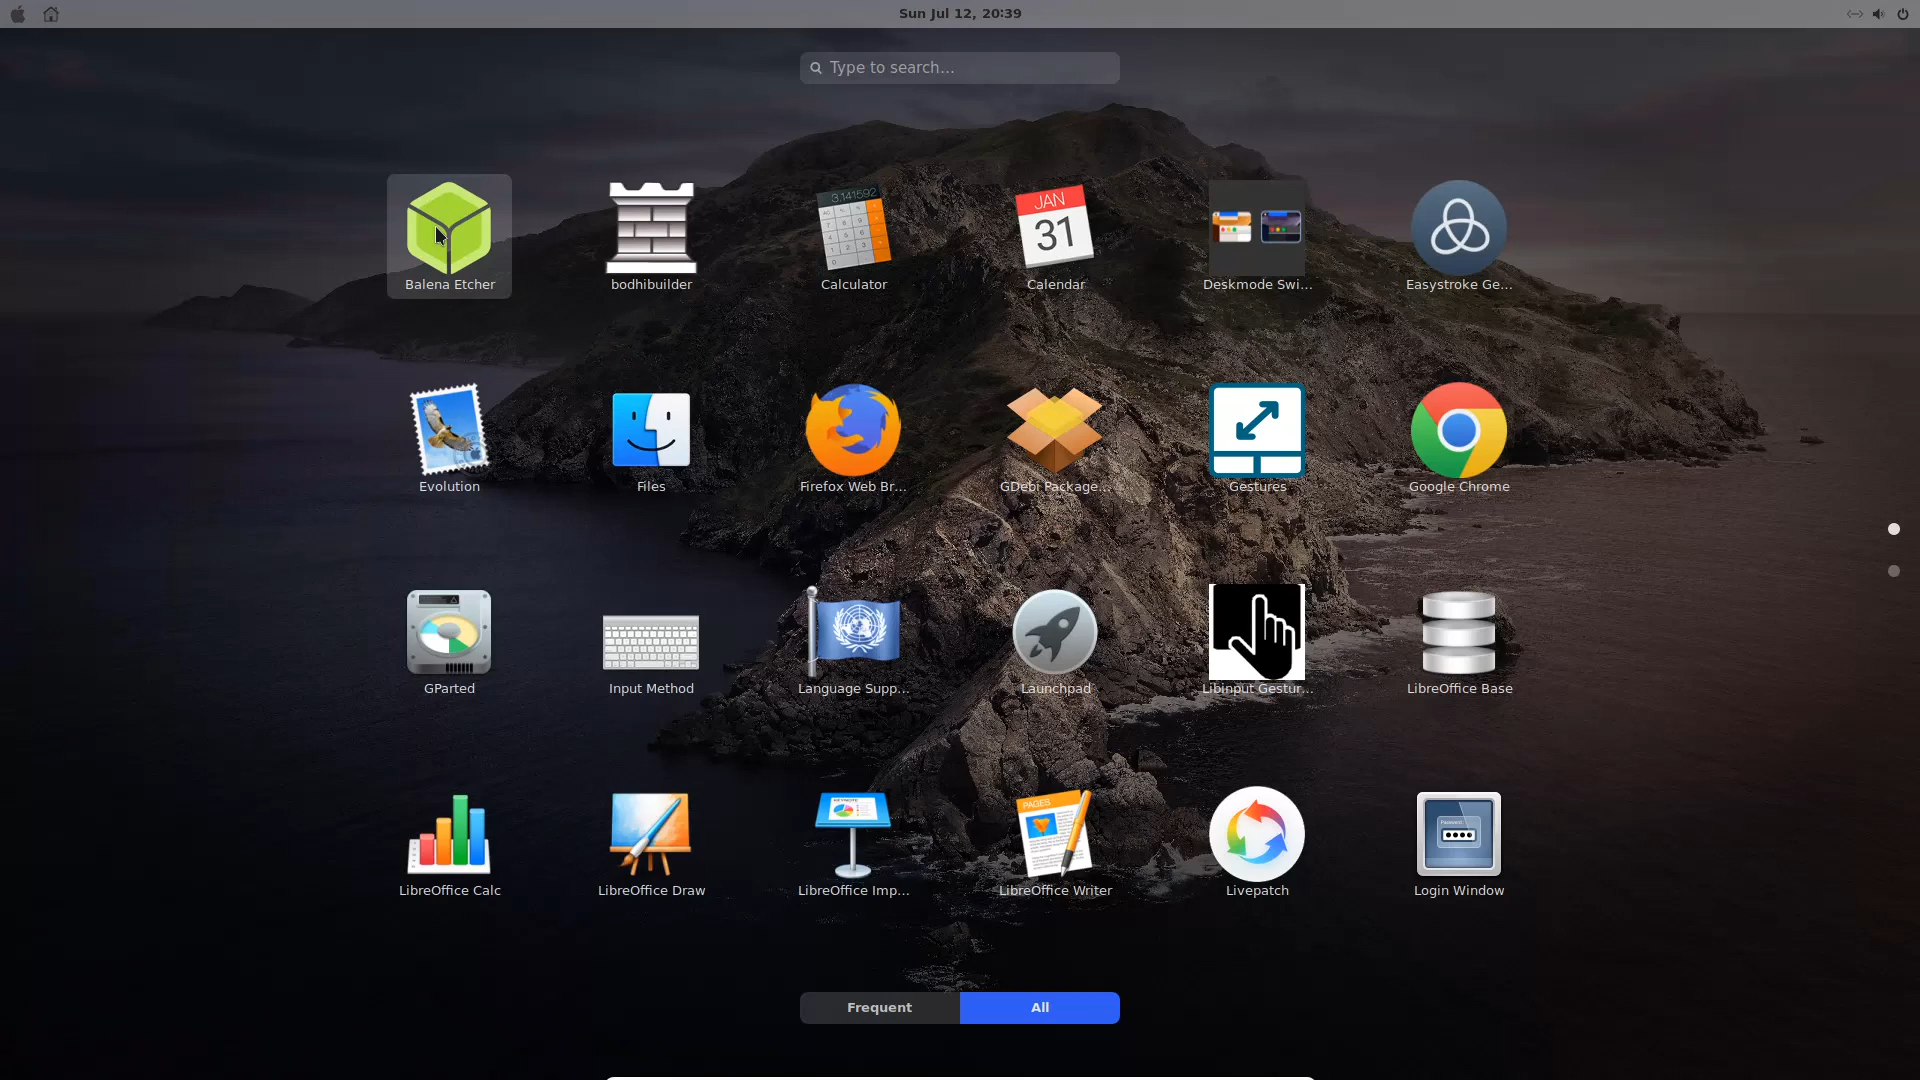 Sun Jul 12, 20:39
Type to search...
3.141592
JAN
31
Balena Etcher
bodhibuilder
Calculator
Calendar
Deskmode Swi...
Easystroke Ge...
Evolution
Files
Firefox Web Br...
GDebi Package...
Gestures
Google Chrome
GParted
Input Method
Language Supp...
Launchpad
Libinput Gestur...
LibreOffice Base
KEYNOTE
PAGES
LibreOffice Calc
LibreOffice Draw
LibreOffice Imp...
LibreOffice Writer
Livepatch
Login Window
Frequent
All